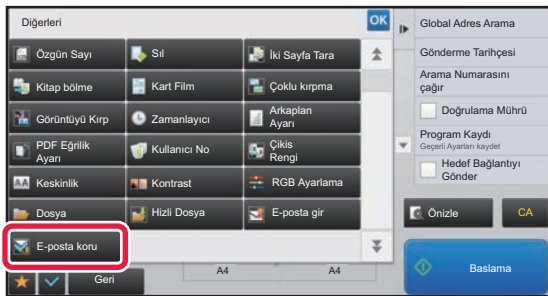 Diğerleri
OK
Özgün Sayı
Sıl
İki Sayfa Tara
Kitap bölme
Kart Film
Çoklu kırpma
Görüntüyü Kırp
Zamanlayıcı
Arkaplan
Ayarı
PDF Eğrilik
Ayarı
Kullanıcı No
Çikis
Rengi
Keskinlik
Kontrast
RGB Ayarlama
Dosya
Hizli Dosya
E-posta gir
E-posta koru
Geri
A4
A4
Global Adres Arama
Gönderme Tarihçesi
Arama Numarasını
çağır
Doğrulama Mührü
Program Kaydı
Geçerli Ayarları kaydet
Hedef Bağlantıyı
Gönder
Önizle
CA
Baslama